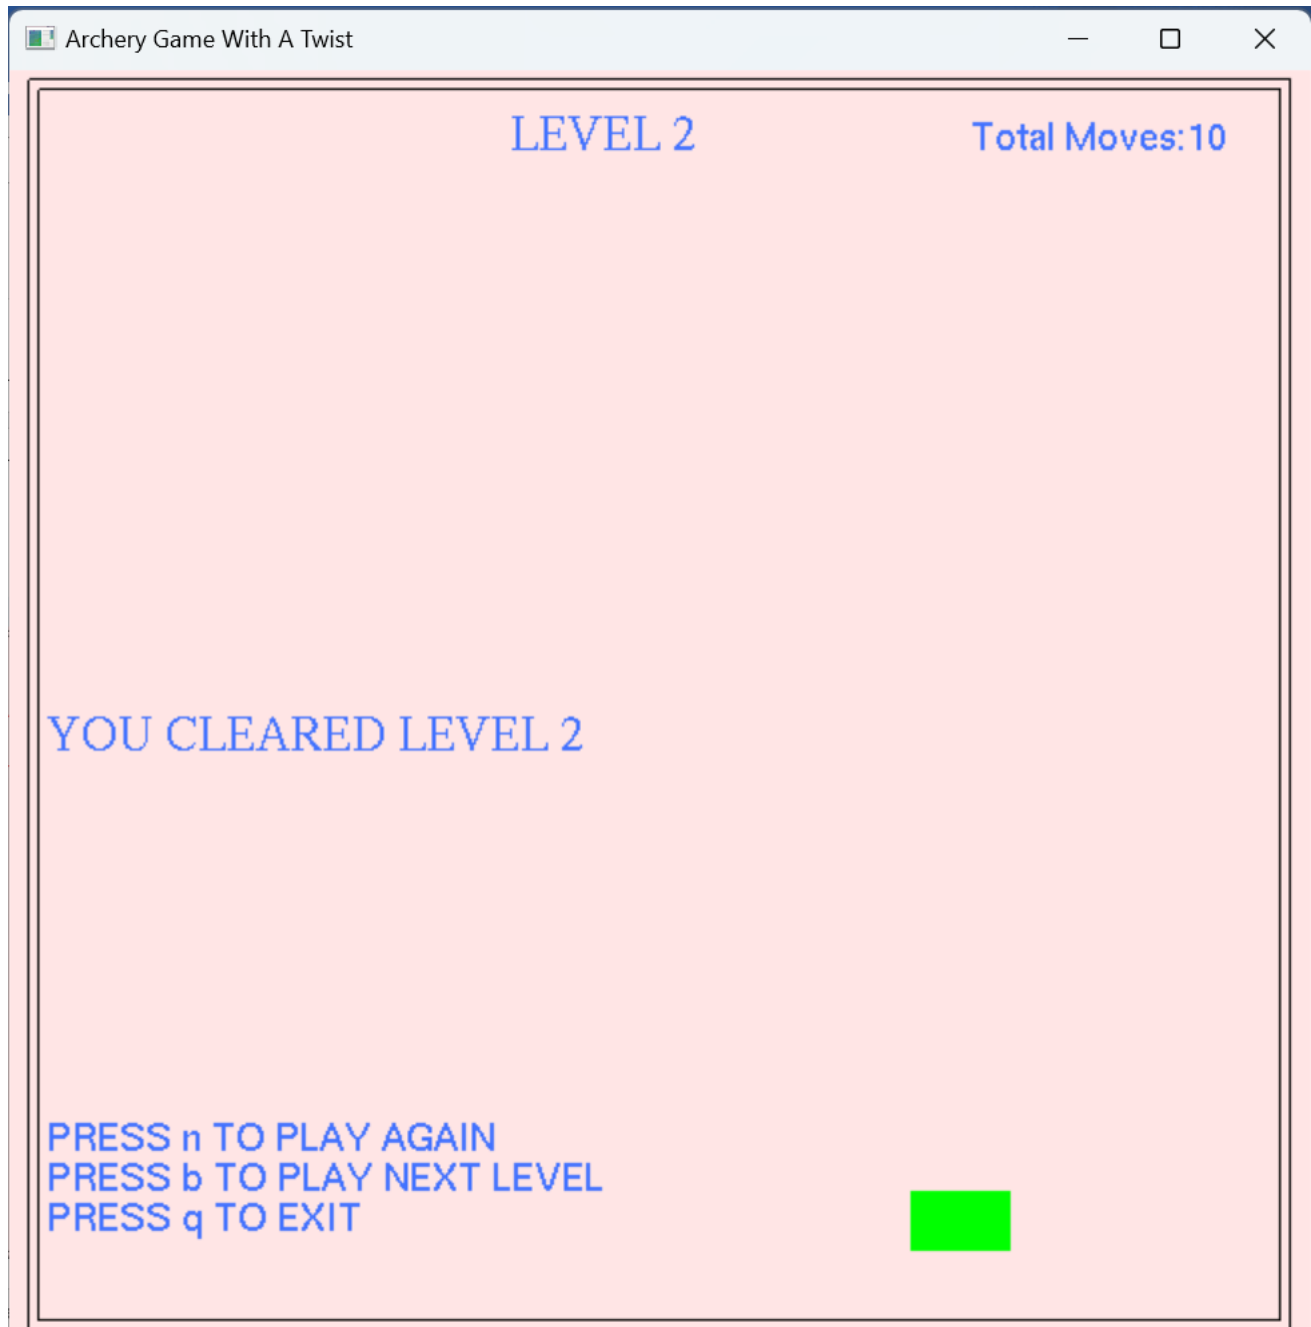 Archery Game With A Twist
LEVEL 2
Total Moves:10
YOU CLEARED LEVEL 2
PRESS n TO PLAY AGAIN
PRESS b TO PLAY NEXT LEVEL
PRESS q TO EXIT